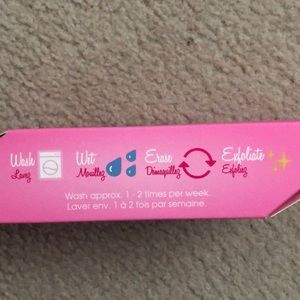 Wash Wet Erase Exfoliate
Lavez Mouillez Démaquillez Exfoliez
Wash approx. 1 - 2 times per week.
Laver env. 1 à 2 fois par semaine.